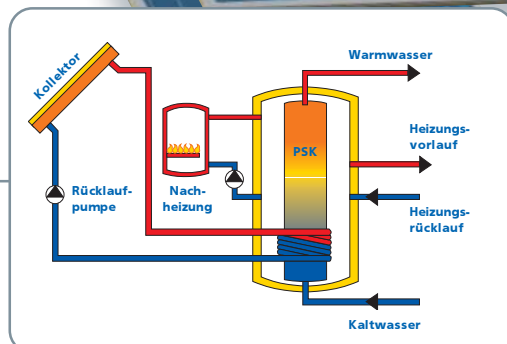 Warmwasser
Kollektor
Heizungs-
vorlauf
PSK
Rücklauf-
pumpe
Nach-
heizung
Heizungs-
rücklauf
Kaltwasser